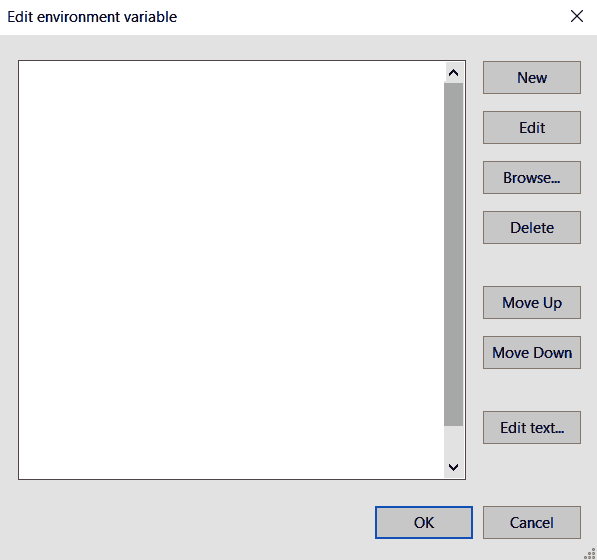 Edit environment variable
New
Edit
Browse...
Delete
Move Up
Move Down
Edit text...
OK
Cancel